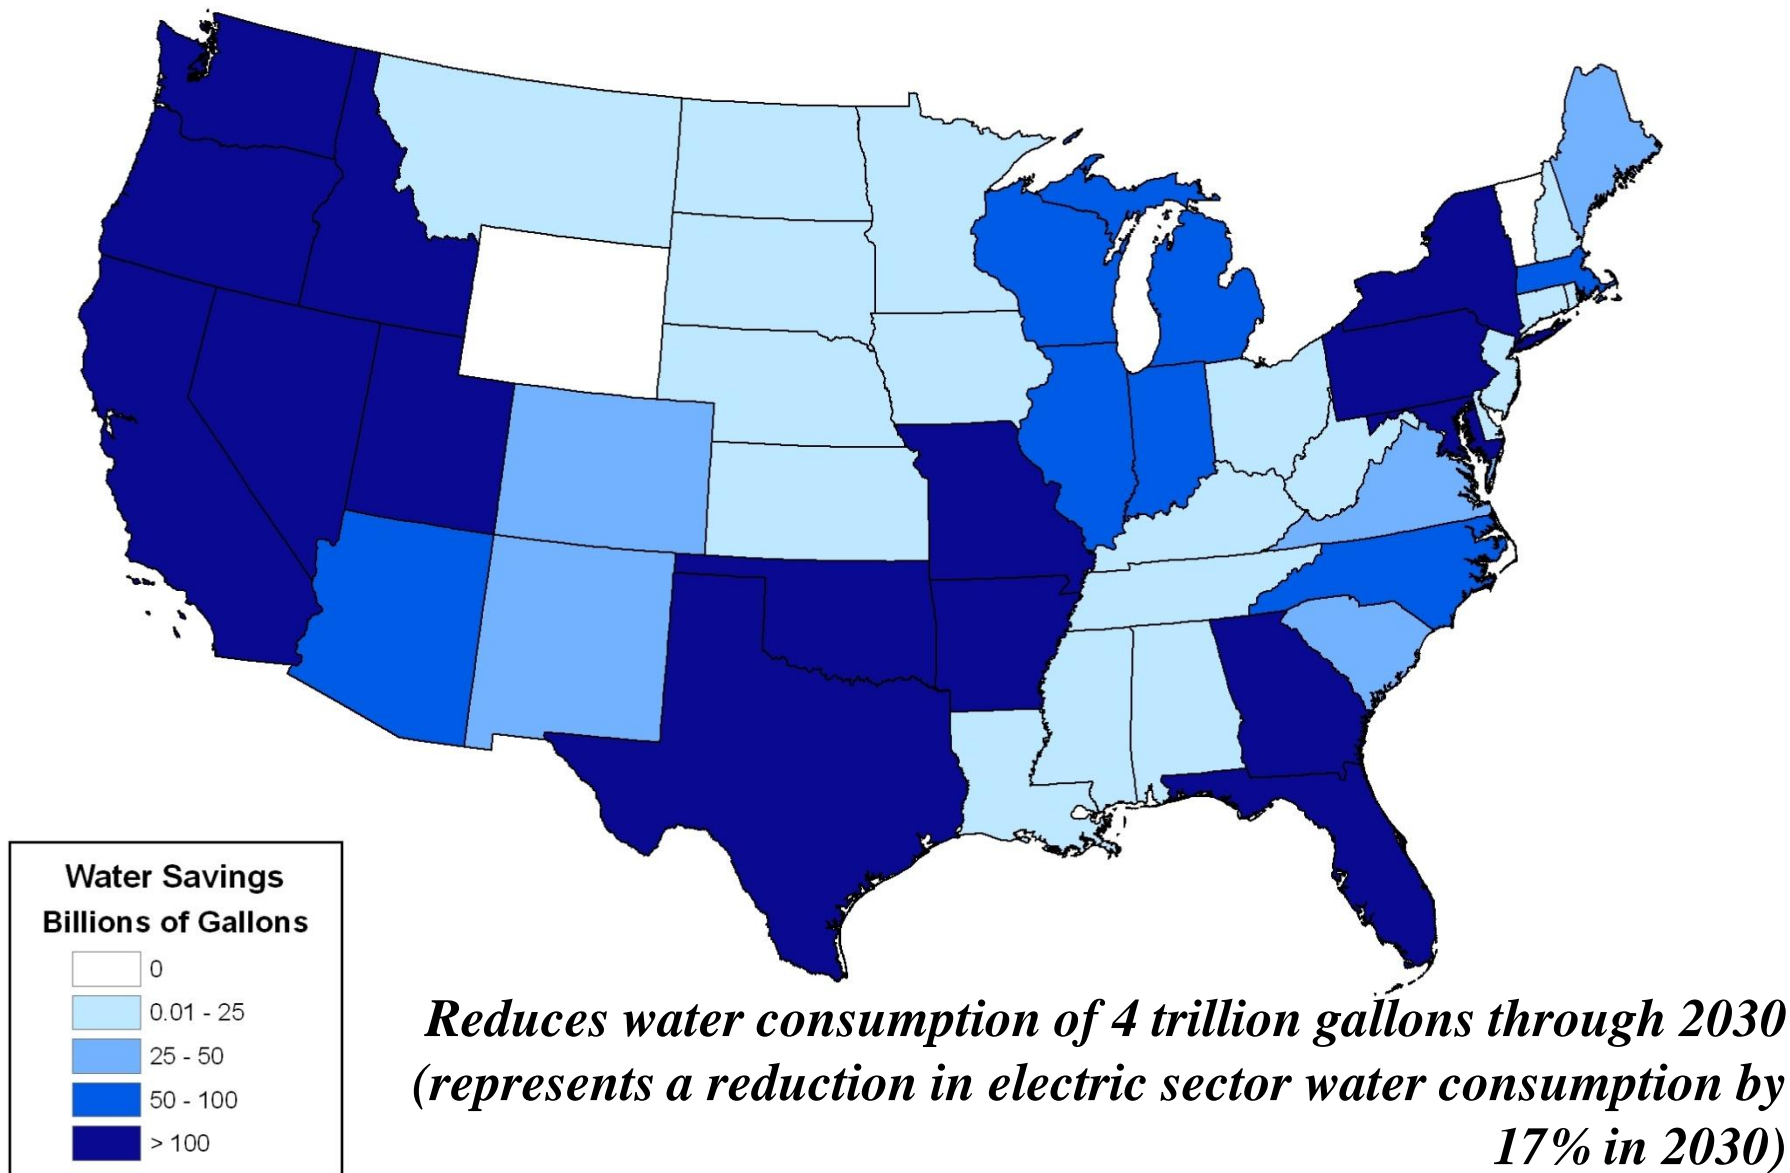 Water Savings
Billions of Gallons
0
0.01 - 25
25 - 50
50 - 100
> 100
Reduces water consumption of 4 trillion gallons through 2030
(represents a reduction in electric sector water consumption by
17% in 2030)